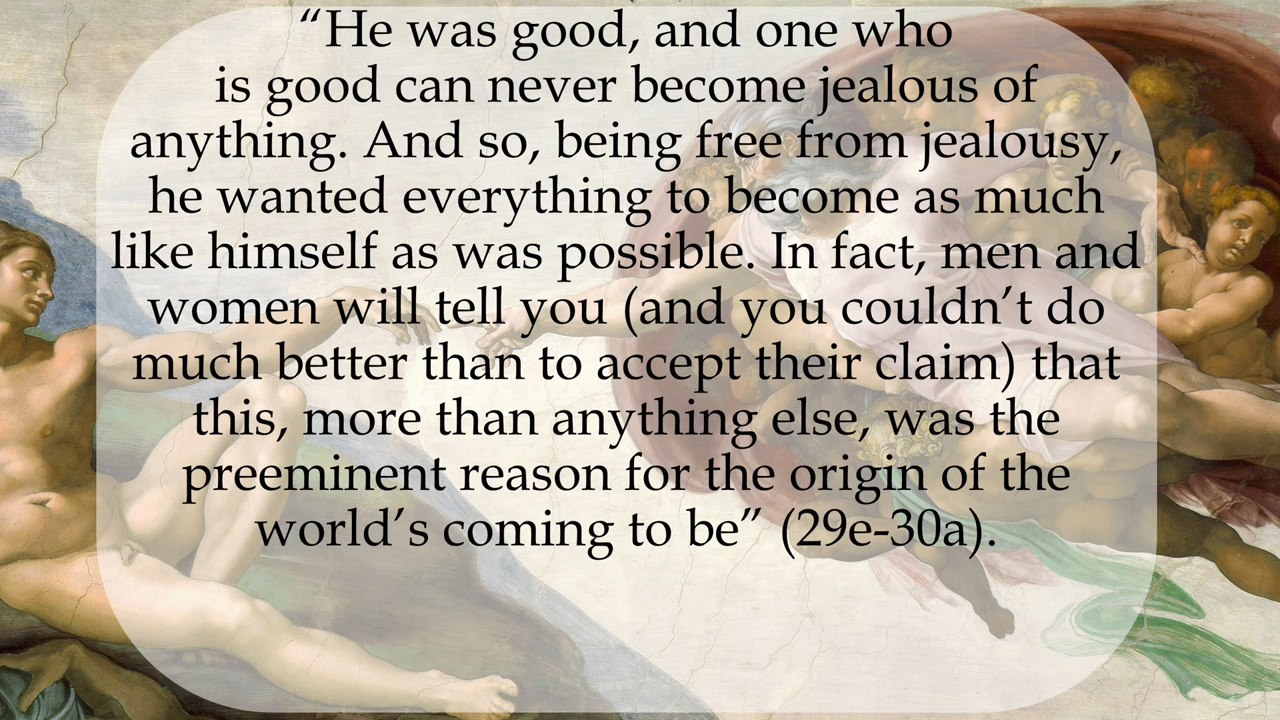 “He was good, and one who
is good can never become jealous of
anything. And so, being free from jealousy,
he wanted everything to become as much
like himself as was possible. In fact, men and
women will tell you (and you couldn’t do
much better than to accept their claim) that
this, more than anything else, was the
preeminent reason for the origin of the
world’s coming to be” (29e-30a).